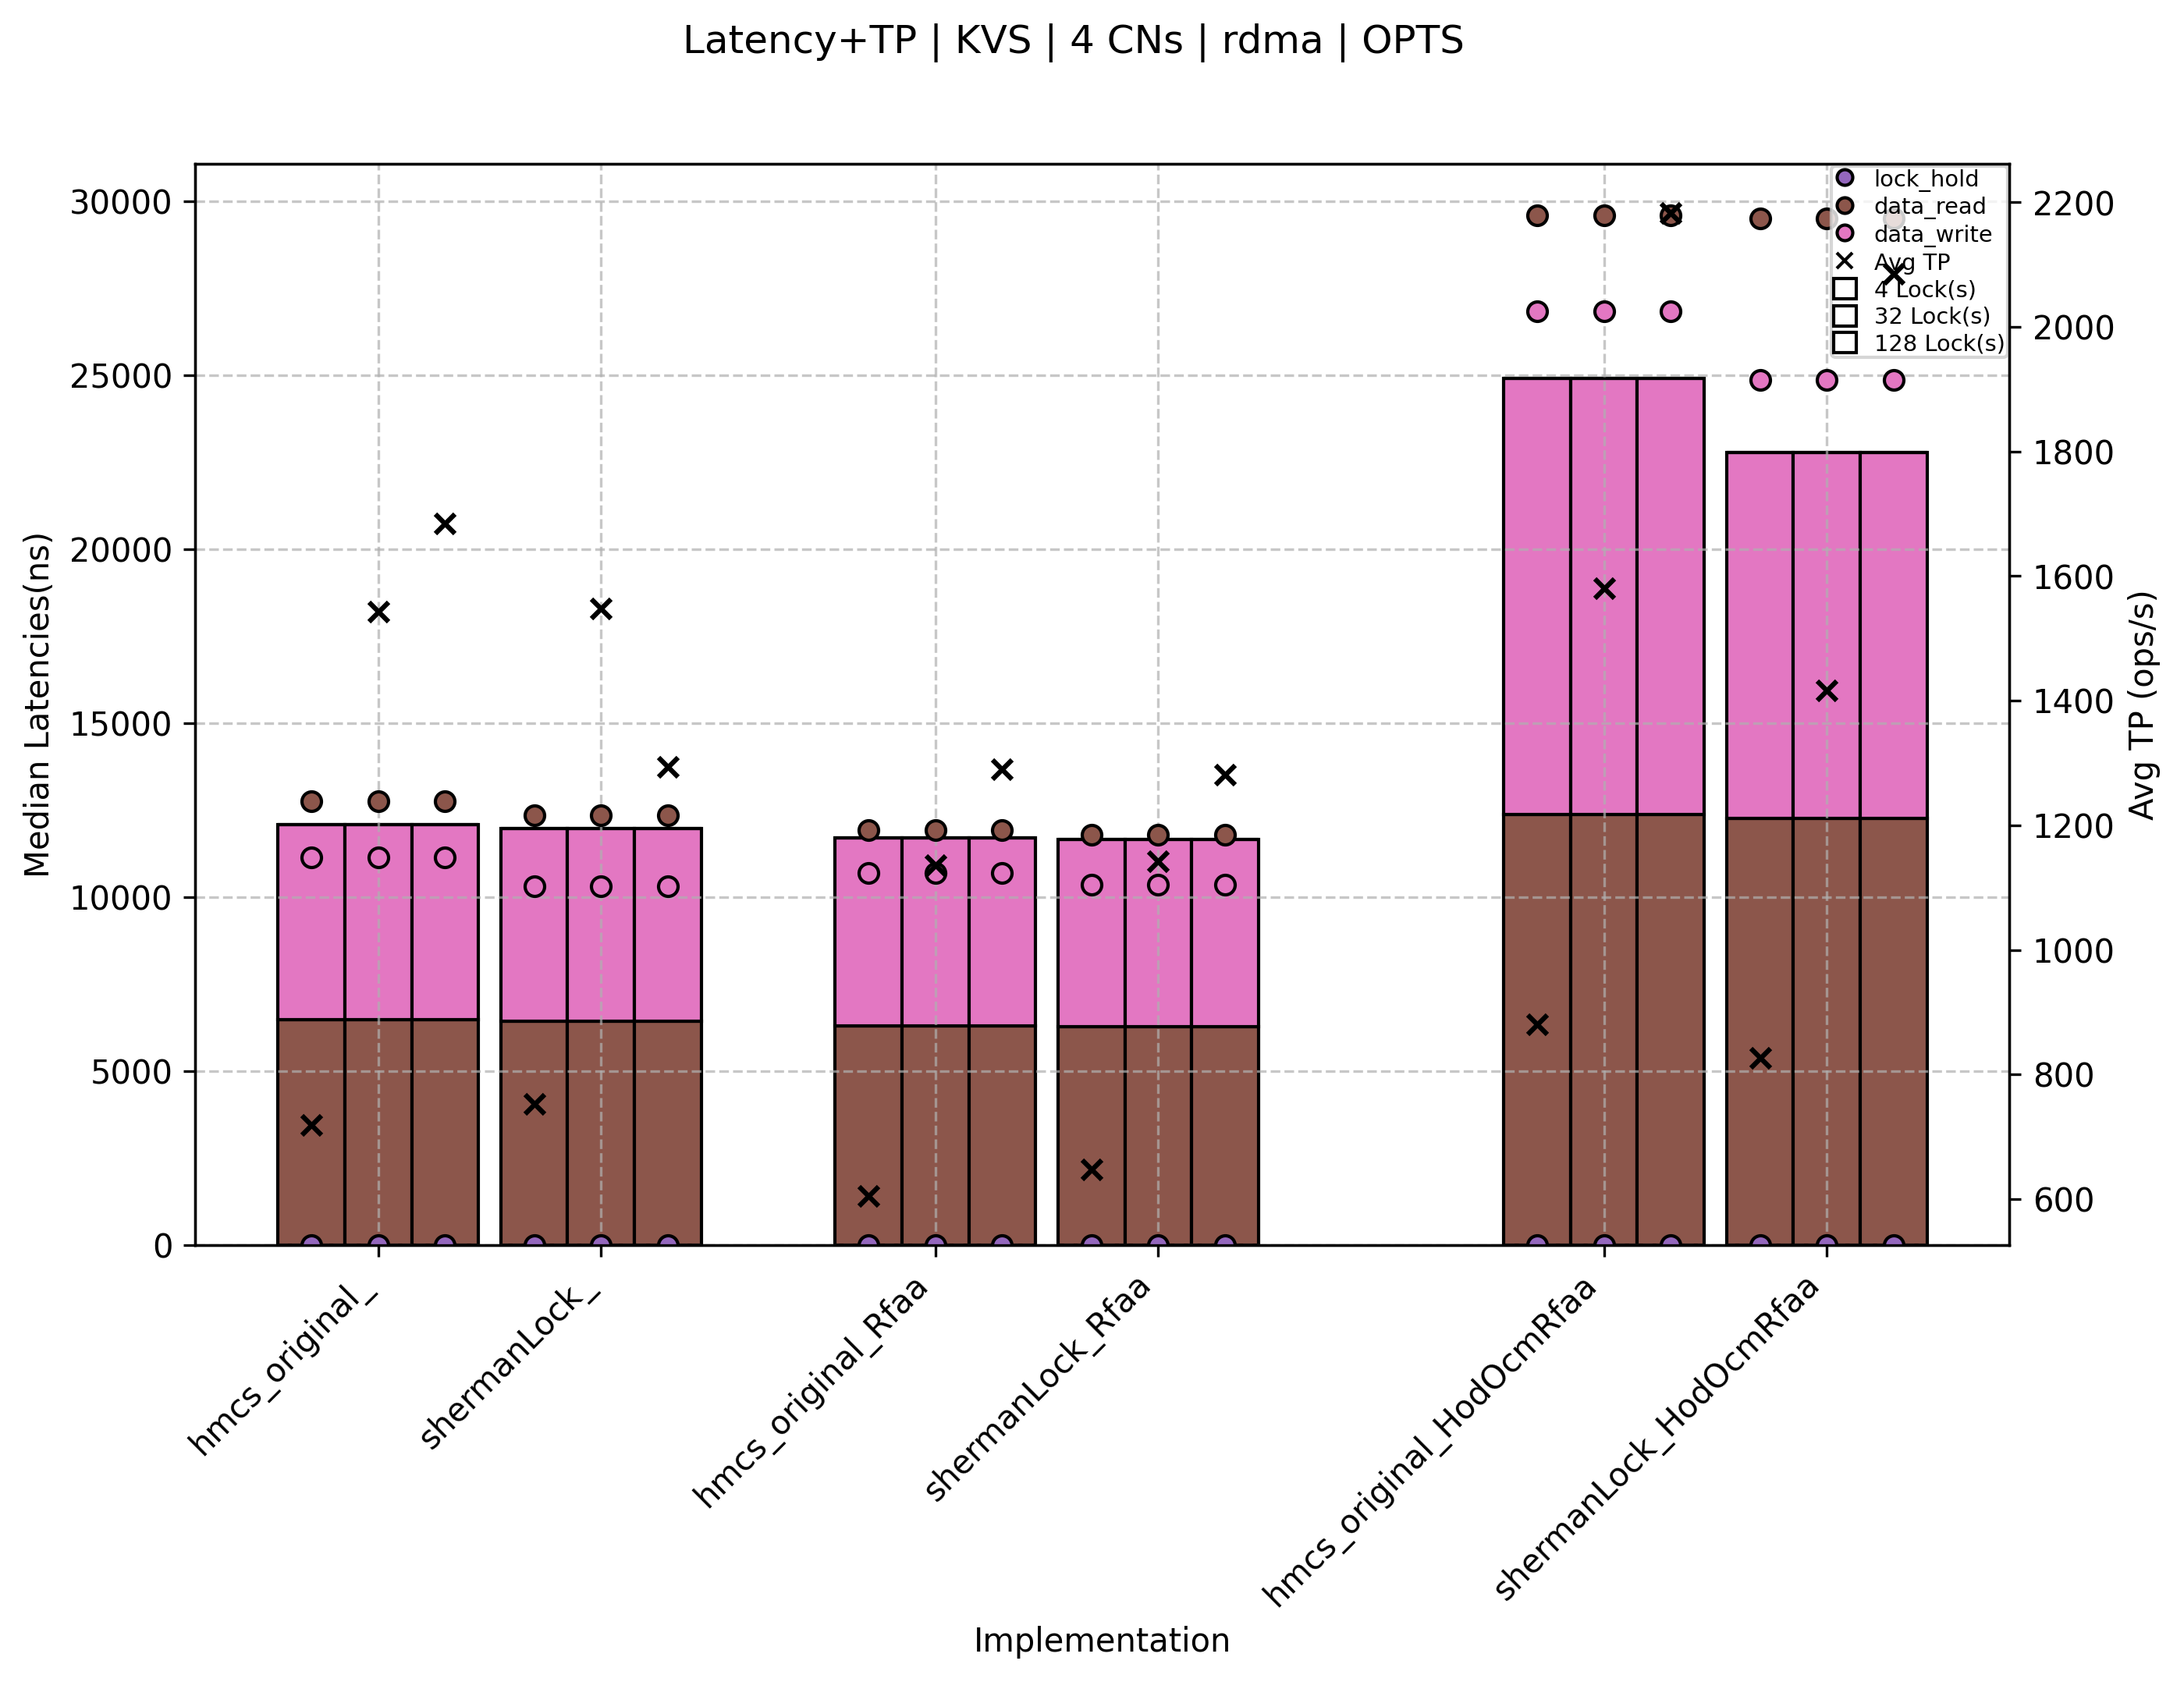 Latency+TP | KVS | 4 CNs | rdma | OPTS
30000
25000
20000
15000
10000
5000
0
Median Latencies(ns)
2200
2000
1800
1600
1400
1200
1000
800
600
Avg TP (ops/s)
lock_hold
data_read
data_write
Avg TP
4 Lock(s)
32 Lock(s)
128 Lock(s)
hmcs_original_
shermanLock_
hmcs_original_Rfaa
shermanLock_Rfaa
hmcs_original_HodOcmRfaa
shermanLock_HodOcmRfaa
Implementation